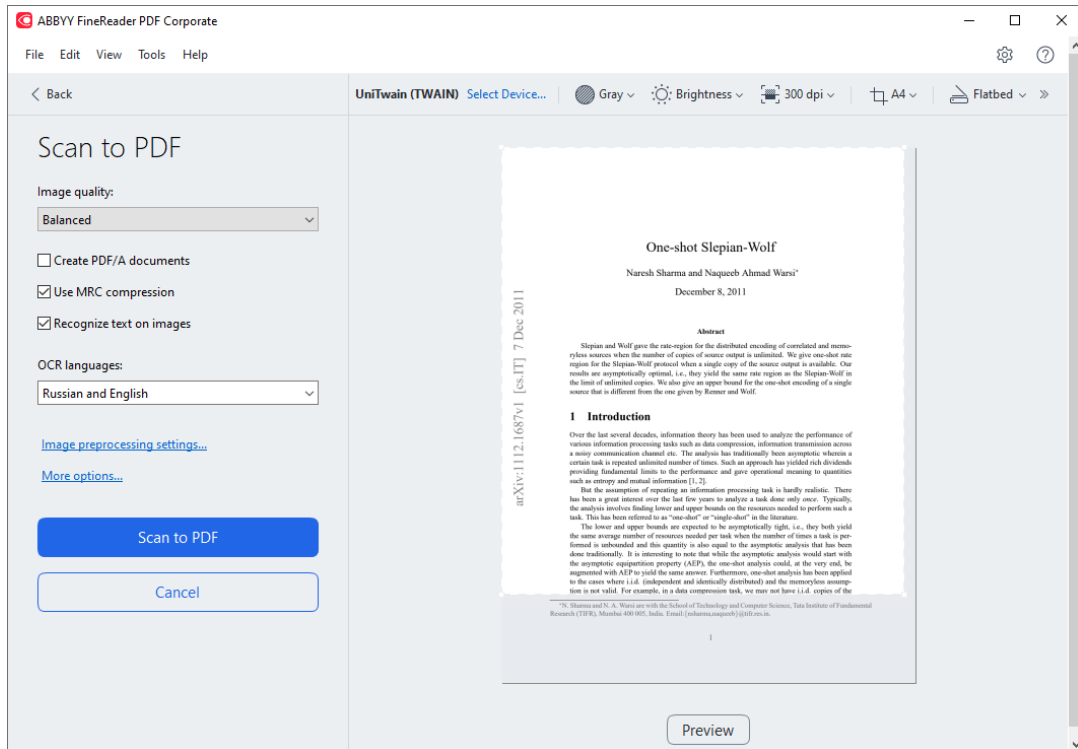 ABBYY FineReader PDF Corporate
File Edit View Tools Help
Back
UniTwain (TWAIN) Select Device... Gray Brightness 300 dpi A4 Flatbed
Scan to PDF
Image quality:
Balanced
Create PDF/A documents
Use MRC compression
Recognize text on images
OCR languages:
Russian and English
Image preprocessing settings...
More options...
Scan to PDF
Cancel
One-shot Slepian-Wolf
Naresh Sharma and Naqueeb Ahmad Warsi*
December 8, 2011
arXiv:1112.1687v1 [cs.IT] 7 Dec 2011
Abstract
Slepian and Wolf gave the rate-region for the distributed encoding of correlated and memo-
ryless sources when the number of copies of source output is unlimited. We give one-shot rate
region for the Slepian-Wolf protocol when a single copy of the source output is available. Our
results are asymptotically optimal, i.e., they yield the same rate region as the Slepian-Wolf in
the limit of unlimited copies. We also give an upper bound for the one-shot encoding of a single
source that is different from the one given by Renner and Wolf.
1 Introduction
Over the last several decades, information theory has been used to analyze the performance of
various information processing tasks such as data compression, information transmission across
a noisy communication channel etc. The analysis has traditionally been asymptotic wherein a
certain task is repeated unlimited number of times. Such an approach has yielded rich dividends
providing fundamental limits to the performance and gave operational meaning to quantities
such as entropy and mutual information [1, 2].
But the assumption of repeating an information processing task is hardly realistic. There
has been a great interest over the last few years to analyze a task done only once. Typically,
the analysis involves finding lower and upper bounds on the resources needed to perform such a
task. This has been referred to as "one-shot" or "single-shot" in the literature.
The lower and upper bounds are expected to be asymptotically tight, i.e., they both yield
the same average number of resources needed per task when the number of times a task is per-
formed is unbounded and this quantity is also equal to the asymptotic analysis that has been
done traditionally. It is interesting to note that while the asymptotic analysis would start with
the asymptotic equipartition property (AEP), the one-shot analysis could, at the very end, be
augmented with AEP to yield the same answer. Furthermore, one-shot analysis has been applied
to the cases where i.i.d. (independent and identically distributed) and the memoryless assump-
tion is not valid. For example, in a data compression task, we may not have i.i.d. copies of the
*N. Sharma and N. A. Warsi are with the School of Technology and Computer Science, Tata Institute of Fundamental
Research (TIFR), Mumbai 400 005, India. Email:{nsharma,naqueeb}@tifr.res.in.
1
Preview